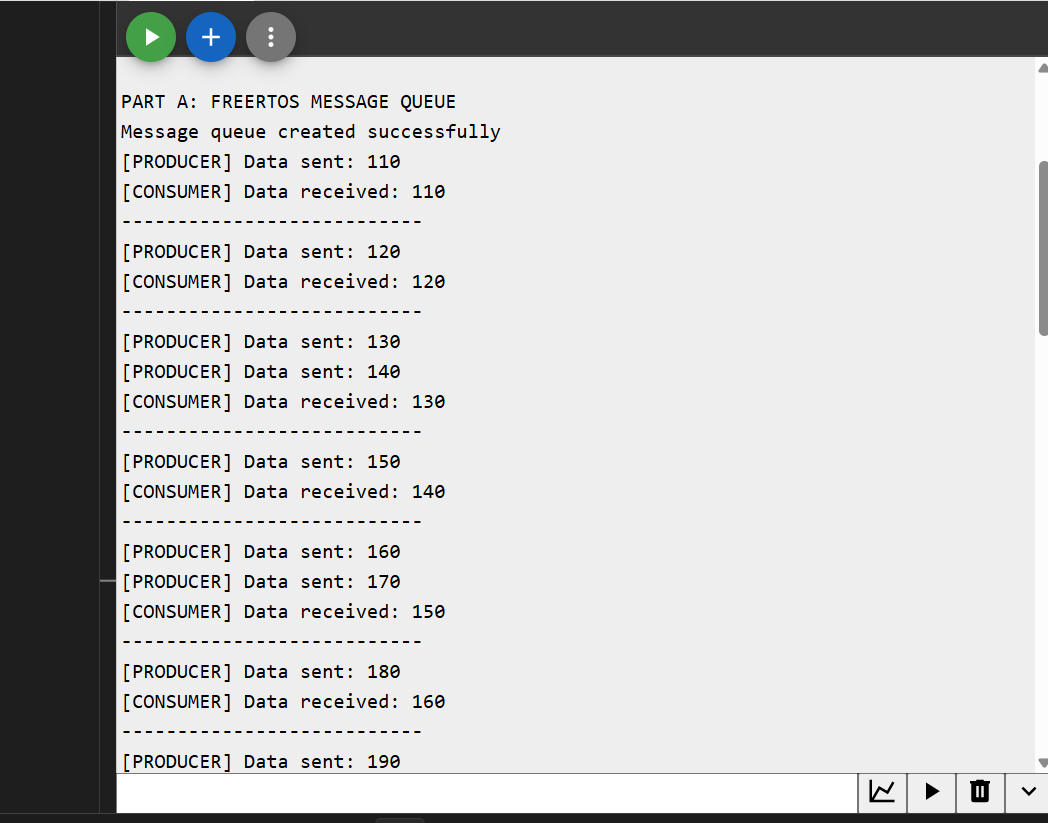 PART A: FREERTOS MESSAGE QUEUE
Message queue created successfully
[PRODUCER] Data sent: 110
[CONSUMER] Data received: 110
---------------------------
[PRODUCER] Data sent: 120
[CONSUMER] Data received: 120
---------------------------
[PRODUCER] Data sent: 130
[PRODUCER] Data sent: 140
[CONSUMER] Data received: 130
---------------------------
[PRODUCER] Data sent: 150
[CONSUMER] Data received: 140
---------------------------
[PRODUCER] Data sent: 160
[PRODUCER] Data sent: 170
[CONSUMER] Data received: 150
---------------------------
[PRODUCER] Data sent: 180
[CONSUMER] Data received: 160
---------------------------
[PRODUCER] Data sent: 190